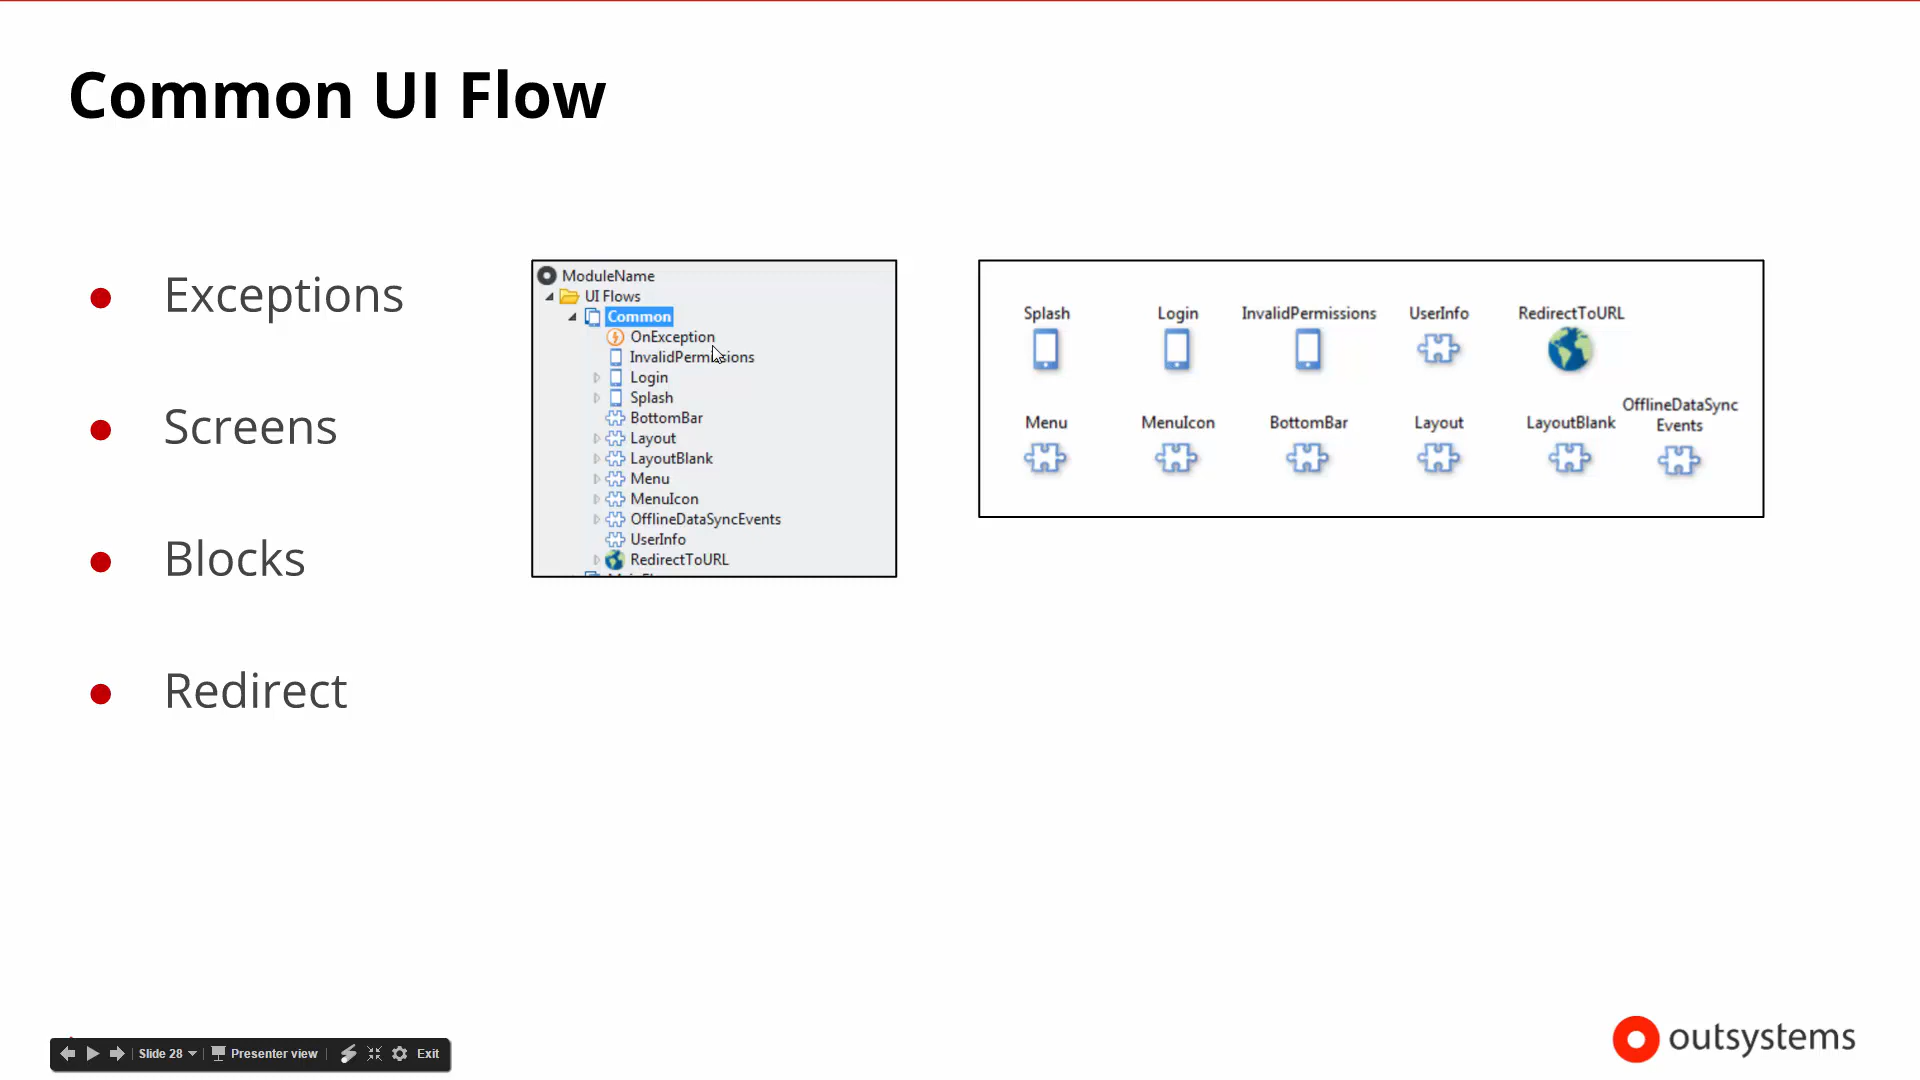 Common UI Flow
● Exceptions
● Screens
● Blocks
● Redirect
ModuleName
UI Flows
Common
OnException
InvalidPermissions
Login
Splash
BottomBar
Layout
LayoutBlank
Menu
MenuIcon
OfflineDataSyncEvents
UserInfo
RedirectToURL
Splash Login InvalidPermissions UserInfo RedirectToURL
Menu MenuIcon BottomBar Layout LayoutBlank OfflineDataSync
Events
Slide 28 Presenter view Exit
outsystems